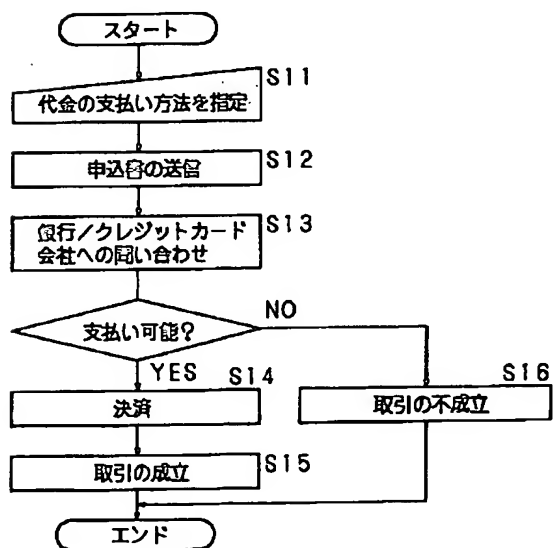 スタート
S11
代金の支払い方法を指定
申込書の送信
S12
銀行/クレジットカード
会社への問い合わせ
S13
支払い可能?
NO
YES
S14
決済
S16
取引の不成立
取引の成立
S15
エンド